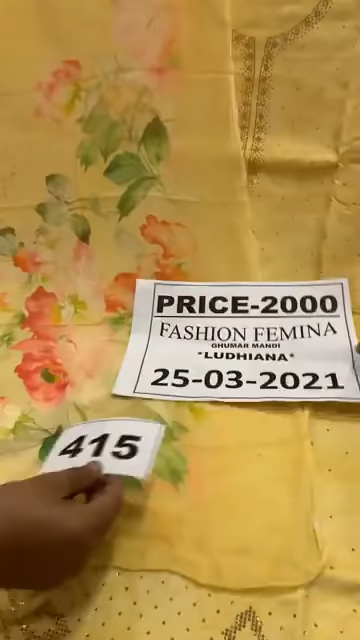 PRICE-2000
FASHION FEMINA
GHUMAR MANDI
*LUDHIANA*
25-03-2021
415